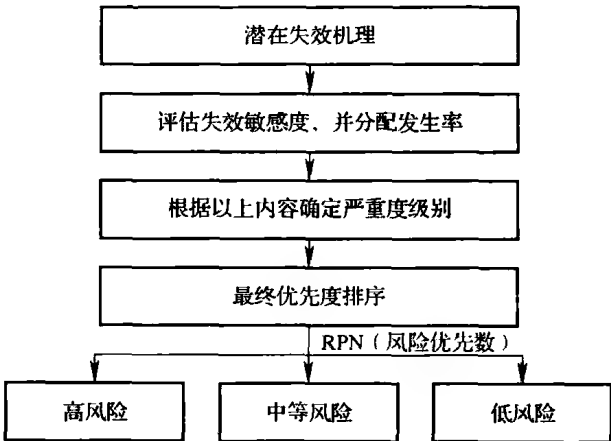 潜在失效机理
评估失效敏感度、并分配发生率
根据以上内容确定严重度级别
最终优先度排序
RPN（风险优先数）
高风险
中等风险
低风险